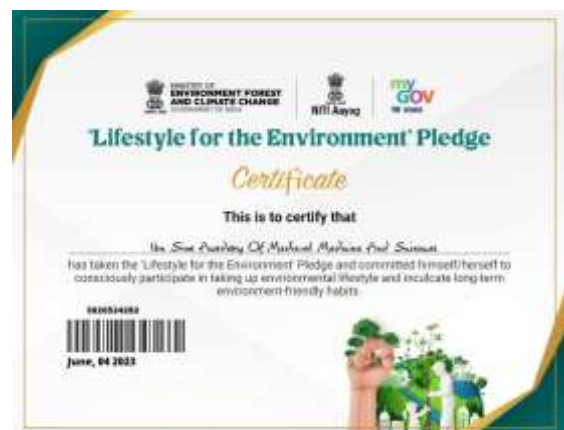 MINISTRY OF
ENVIRONMENT FOREST
AND CLIMATE CHANGE
GOVERNMENT OF INDIA
NITI Aayog
my
GOV
'Lifestyle for the Environment' Pledge
Certificate
This is to certify that
Of And
has taken the 'Lifestyle for the Environment' Pledge and committed himself/herself to
consciously participate in taking up environmental lifestyle and inculcate long-term
environment-friendly habits.
June, 04 2023